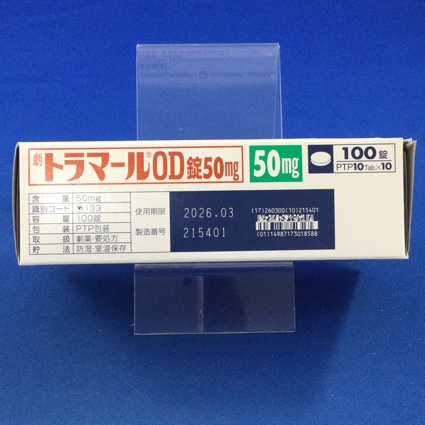 劇 トラマール®OD錠50mg 50mg 100錠
PTP10Tab.×10
含量 50mg
識別コード 133
容量 100錠
包装 PTP包装
取扱 劇薬・要処方
貯法 防湿・室温保存
使用期限 2026.03
製造番号 215401
(17)260300(10)215401
(01)14987173018588